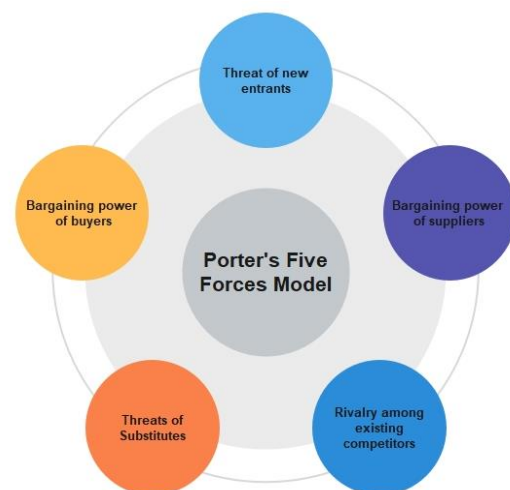 Threat of new
entrants
Bargaining power
of buyers
Bargaining power
of suppliers
Porter's Five
Forces Model
Threats of
Substitutes
Rivalry among
existing
competitors